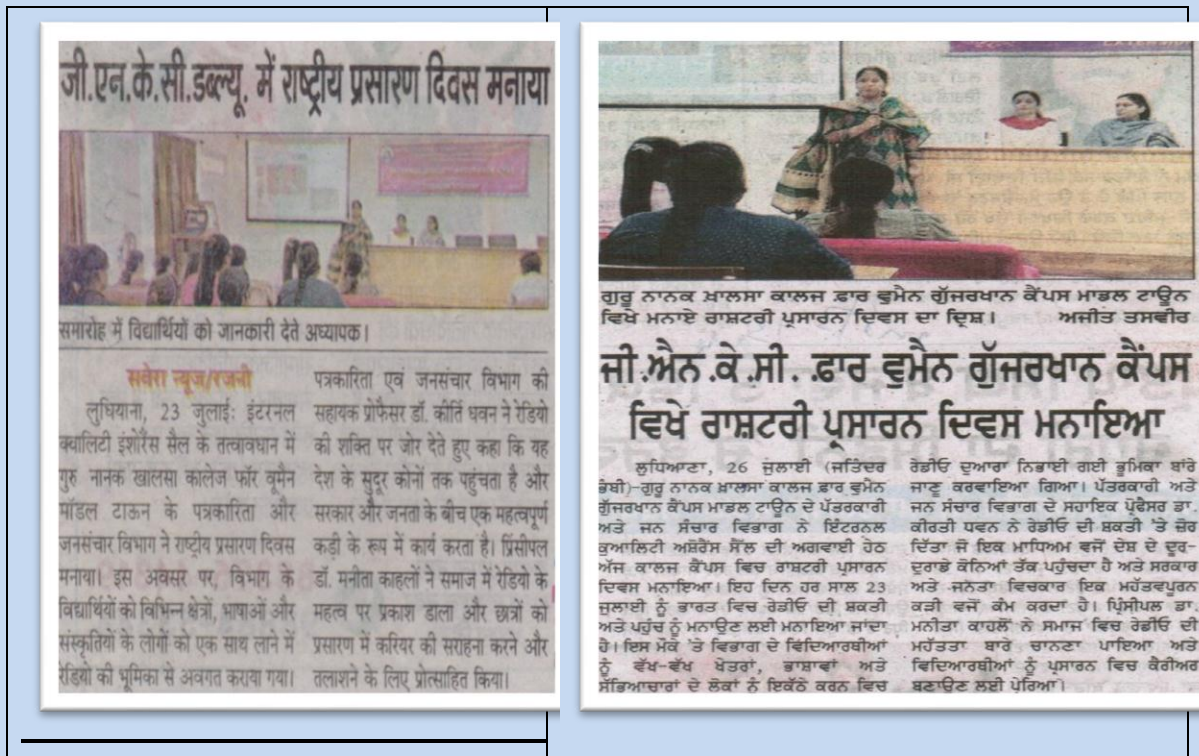 जी.एन.के.सी.डब्ल्यू. में राष्ट्रीय प्रसारण दिवस मनाया
समारोह में विद्यार्थियों को जानकारी देते अध्यापक।
सवेरा न्यूज/रजनी
लुधियाना, 23 जुलाई: इंटरनल
क्वालिटी इंशोरैंस सैल के तत्वावधान में
गुरु नानक खालसा कालेज फॉर वूमैन
मॉडल टाऊन के पत्रकारिता और
जनसंचार विभाग ने राष्ट्रीय प्रसारण दिवस
मनाया। इस अवसर पर, विभाग के
विद्यार्थियों को विभिन्न क्षेत्रों, भाषाओं और
संस्कृतियों के लोगों को एक साथ लाने में
रेडियो की भूमिका से अवगत कराया गया।
पत्रकारिता एवं जनसंचार विभाग की
सहायक प्रोफैसर डॉ. कीर्ति धवन ने रेडियो
की शक्ति पर जोर देते हुए कहा कि यह
देश के सुदूर कोनों तक पहुंचता है और
सरकार और जनता के बीच एक महत्वपूर्ण
कड़ी के रूप में कार्य करता है। प्रिंसीपल
डॉ. मनीता काहलों ने समाज में रेडियो के
महत्व पर प्रकाश डाला और छात्रों को
प्रसारण में करियर की सराहना करने और
तलाशने के लिए प्रोत्साहित किया।
ਗੁਰੂ ਨਾਨਕ ਖ਼ਾਲਸਾ ਕਾਲਜ ਫ਼ਾਰ ਵੂਮੈਨ ਗੁੱਜਰਖਾਨ ਕੈਂਪਸ ਮਾਡਲ ਟਾਊਨ
ਵਿਖੇ ਮਨਾਏ ਰਾਸ਼ਟਰੀ ਪ੍ਰਸਾਰਨ ਦਿਵਸ ਦਾ ਦ੍ਰਿਸ਼। ਅਜੀਤ ਤਸਵੀਰ
ਜੀ.ਐਨ.ਕੇ.ਸੀ. ਫ਼ਾਰ ਵੁਮੈਨ ਗੁੱਜਰਖਾਨ ਕੈਂਪਸ
ਵਿਖੇ ਰਾਸ਼ਟਰੀ ਪ੍ਰਸਾਰਨ ਦਿਵਸ ਮਨਾਇਆ
ਲੁਧਿਆਣਾ, 26 ਜੁਲਾਈ (ਜਤਿੰਦਰ
ਭੰਬੀ)-ਗੁਰੂ ਨਾਨਕ ਖ਼ਾਲਸਾ ਕਾਲਜ ਫ਼ਾਰ ਵੁਮੈਨ
ਗੁੱਜਰਖਾਨ ਕੈਂਪਸ ਮਾਡਲ ਟਾਊਨ ਦੇ ਪੱਤਰਕਾਰੀ
ਅਤੇ ਜਨ ਸੰਚਾਰ ਵਿਭਾਗ ਨੇ ਇੰਟਰਨਲ
ਕੁਆਲਿਟੀ ਅਸ਼ੋਰੈਂਸ ਸੈੱਲ ਦੀ ਅਗਵਾਈ ਹੇਠ
ਅੱਜ ਕਾਲਜ ਕੈਂਪਸ ਵਿਚ ਰਾਸ਼ਟਰੀ ਪ੍ਰਸਾਰਨ
ਦਿਵਸ ਮਨਾਇਆ। ਇਹ ਦਿਨ ਹਰ ਸਾਲ 23
ਜੁਲਾਈ ਨੂੰ ਭਾਰਤ ਵਿਚ ਰੇਡੀਓ ਦੀ ਸ਼ਕਤੀ
ਅਤੇ ਪਹੁੰਚ ਨੂੰ ਮਨਾਉਣ ਲਈ ਮਨਾਇਆ ਜਾਂਦਾ
ਹੈ। ਇਸ ਮੌਕੇ 'ਤੇ ਵਿਭਾਗ ਦੇ ਵਿੱਦਿਆਰਥੀਆਂ
ਨੂੰ ਵੱਖ-ਵੱਖ ਖੇਤਰਾਂ, ਭਾਸ਼ਾਵਾਂ ਅਤੇ
ਸੱਭਿਆਚਾਰਾਂ ਦੇ ਲੋਕਾਂ ਨੂੰ ਇਕੱਠੇ ਕਰਨ ਵਿਚ
ਰੇਡੀਓ ਦੁਆਰਾ ਨਿਭਾਈ ਗਈ ਭੂਮਿਕਾ ਬਾਰੇ
ਜਾਣੂ ਕਰਵਾਇਆ ਗਿਆ। ਪੱਤਰਕਾਰੀ ਅਤੇ
ਜਨ ਸੰਚਾਰ ਵਿਭਾਗ ਦੇ ਸਹਾਇਕ ਪ੍ਰੋਫੈਸਰ ਡਾ.
ਕੀਰਤੀ ਧਵਨ ਨੇ ਰੇਡੀਓ ਦੀ ਸ਼ਕਤੀ 'ਤੇ ਜ਼ੋਰ
ਦਿੱਤਾ ਜੋ ਇਕ ਮਾਧਿਅਮ ਵਜੋਂ ਦੇਸ਼ ਦੇ ਦੂਰ-
ਦੁਰਾਡੇ ਕੋਨਿਆਂ ਤੱਕ ਪਹੁੰਚਦਾ ਹੈ ਅਤੇ ਸਰਕਾਰ
ਅਤੇ ਜਨਤਾ ਵਿਚਕਾਰ ਇਕ ਮਹੱਤਵਪੂਰਨ
ਕੜੀ ਵਜੋਂ ਕੰਮ ਕਰਦਾ ਹੈ। ਪ੍ਰਿੰਸੀਪਲ ਡਾ.
ਮਨੀਤਾ ਕਾਹਲੋਂ ਨੇ ਸਮਾਜ ਵਿਚ ਰੇਡੀਓ ਦੀ
ਮਹੱਤਤਾ ਬਾਰੇ ਚਾਨਣਾ ਪਾਇਆ ਅਤੇ
ਵਿਦਿਆਰਥੀਆਂ ਨੂੰ ਪ੍ਰਸਾਰਨ ਵਿਚ ਕੈਰੀਅਰ
ਬਣਾਉਣ ਲਈ ਪ੍ਰੇਰਿਆ।